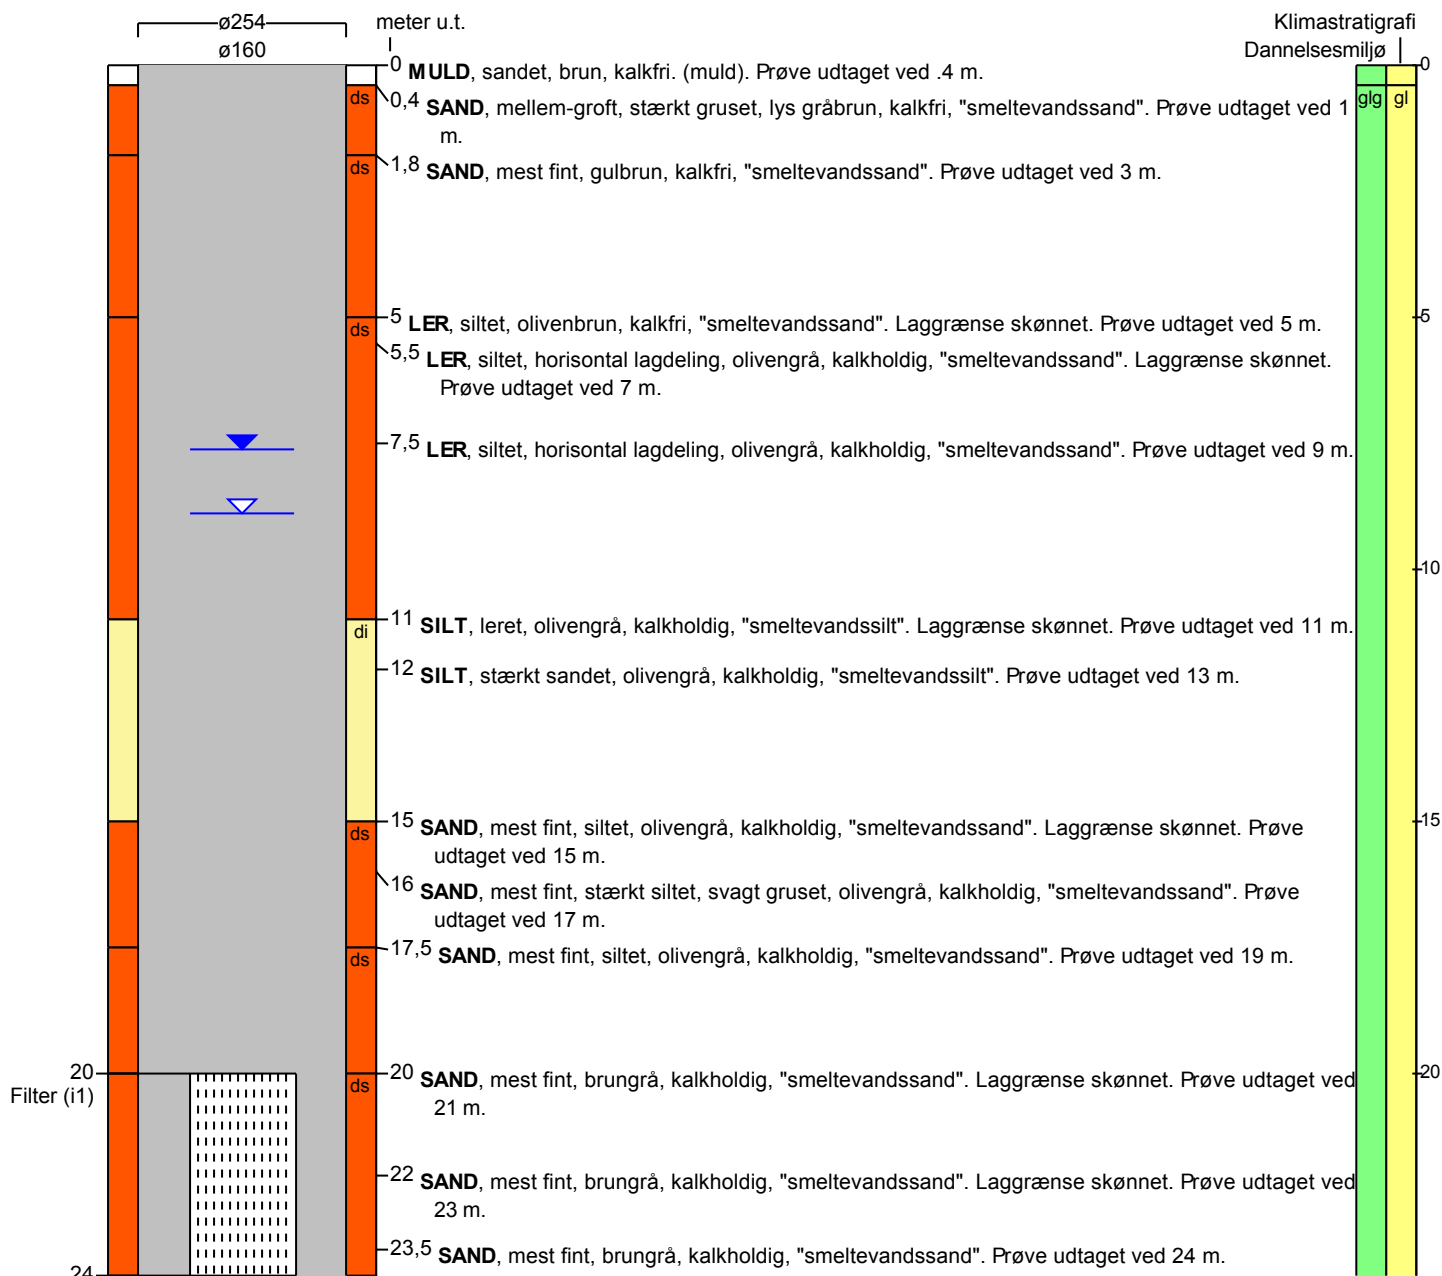 ø254
ø160
meter u.t.
Klimastratigrafi
Dannelsesmiljø
0 MULD, sandet, brun, kalkfri. (muld). Prøve udtaget ved .4 m.
0
ds
0,4 SAND, mellem-groft, stærkt gruset, lys gråbrun, kalkfri, "smeltevandssand". Prøve udtaget ved 1
m.
glg
gl
ds
1,8 SAND, mest fint, gulbrun, kalkfri, "smeltevandssand". Prøve udtaget ved 3 m.
ds
5 LER, siltet, olivenbrun, kalkfri, "smeltevandssand". Laggrænse skønnet. Prøve udtaget ved 5 m.
5
5,5 LER, siltet, horisontal lagdeling, olivengrå, kalkholdig, "smeltevandssand". Laggrænse skønnet.
Prøve udtaget ved 7 m.
7,5 LER, siltet, horisontal lagdeling, olivengrå, kalkholdig, "smeltevandssand". Prøve udtaget ved 9 m.
10
di
11 SILT, leret, olivengrå, kalkholdig, "smeltevandssilt". Laggrænse skønnet. Prøve udtaget ved 11 m.
12 SILT, stærkt sandet, olivengrå, kalkholdig, "smeltevandssilt". Prøve udtaget ved 13 m.
ds
15 SAND, mest fint, siltet, olivengrå, kalkholdig, "smeltevandssand". Laggrænse skønnet. Prøve
udtaget ved 15 m.
15
16 SAND, mest fint, stærkt siltet, svagt gruset, olivengrå, kalkholdig, "smeltevandssand". Prøve
udtaget ved 17 m.
ds
17,5 SAND, mest fint, siltet, olivengrå, kalkholdig, "smeltevandssand". Prøve udtaget ved 19 m.
20
Filter (i1)
ds
20 SAND, mest fint, brungrå, kalkholdig, "smeltevandssand". Laggrænse skønnet. Prøve udtaget ved
21 m.
20
22 SAND, mest fint, brungrå, kalkholdig, "smeltevandssand". Laggrænse skønnet. Prøve udtaget ved
23 m.
23,5 SAND, mest fint, brungrå, kalkholdig, "smeltevandssand". Prøve udtaget ved 24 m.
24